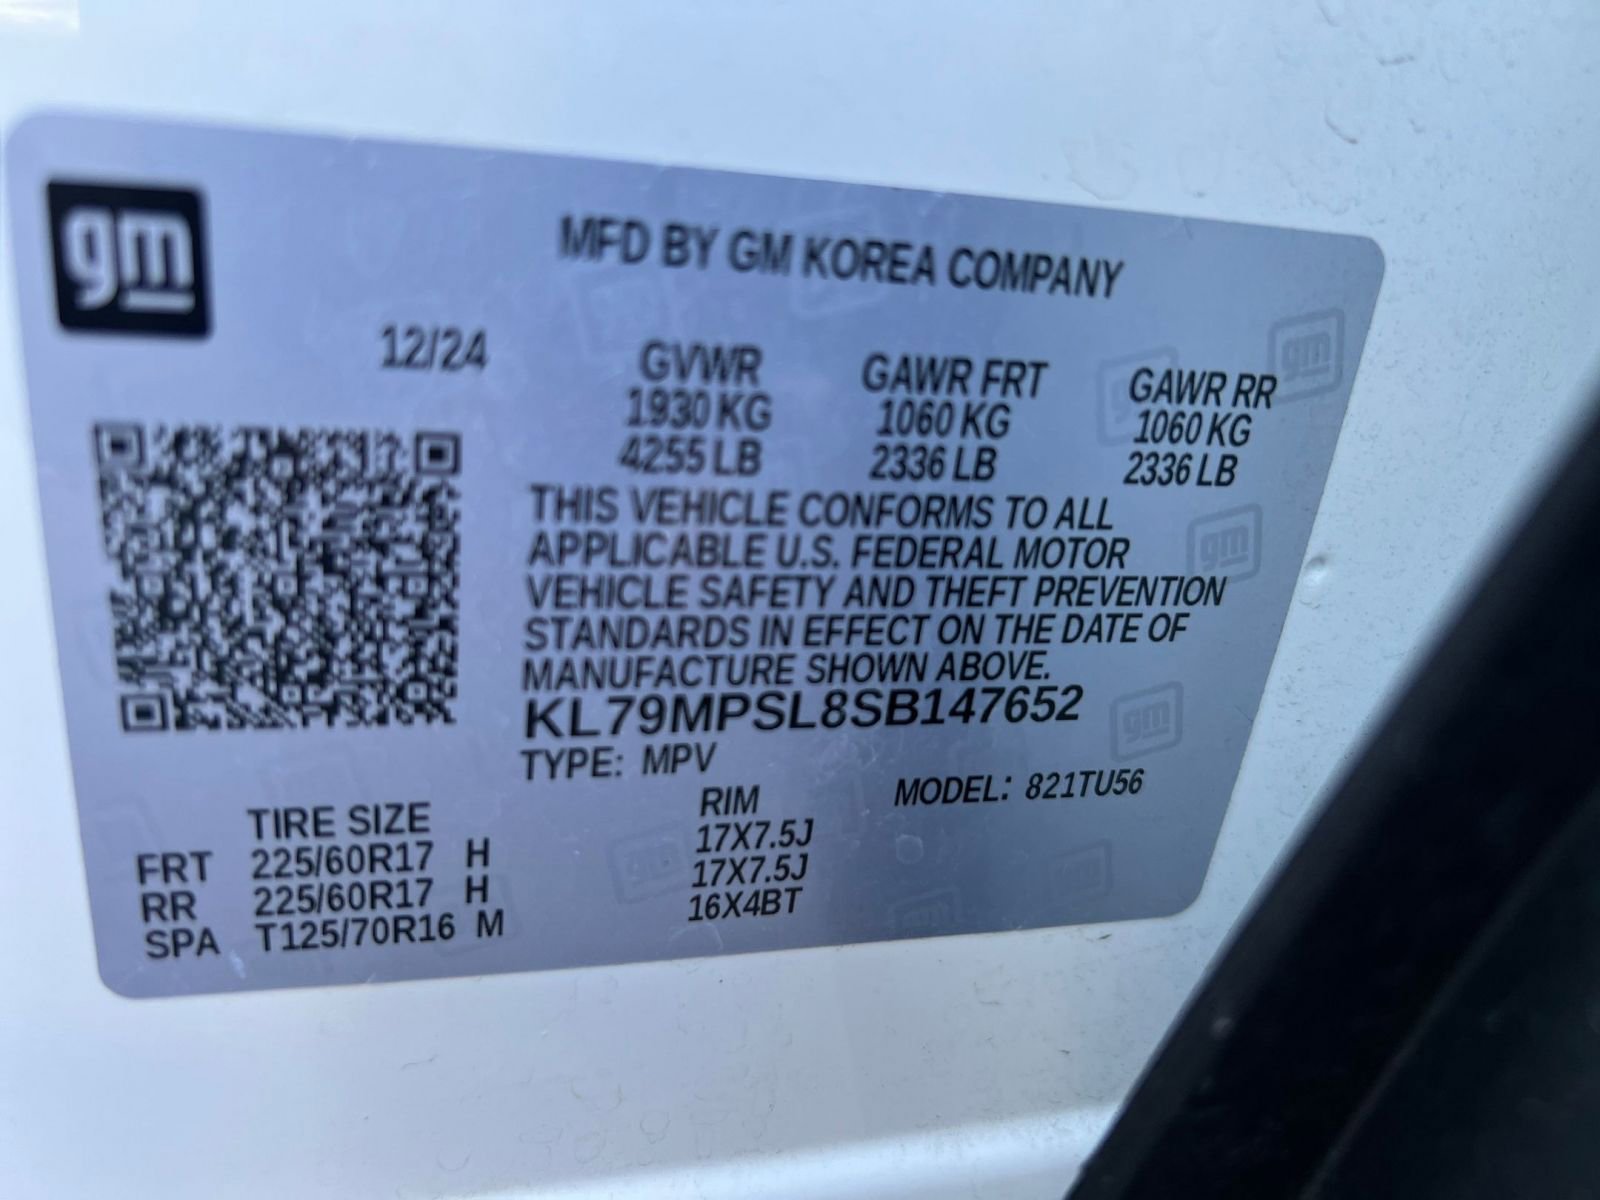 gm
MFD BY GM KOREA COMPANY
12/24
GVWR GAWR FRT GAWR RR
1930 KG 1060 KG 1060 KG
4255 LB 2336 LB 2336 LB
THIS VEHICLE CONFORMS TO ALL
APPLICABLE U.S. FEDERAL MOTOR
VEHICLE SAFETY AND THEFT PREVENTION
STANDARDS IN EFFECT ON THE DATE OF
MANUFACTURE SHOWN ABOVE.
KL79MPSL8SB147652
TYPE: MPV
MODEL: 821TU56
TIRE SIZE RIM
FRT 225/60R17 H 17X7.5J
RR 225/60R17 H 17X7.5J
SPA T125/70R16 M 16X4BT
gm
gm
gm